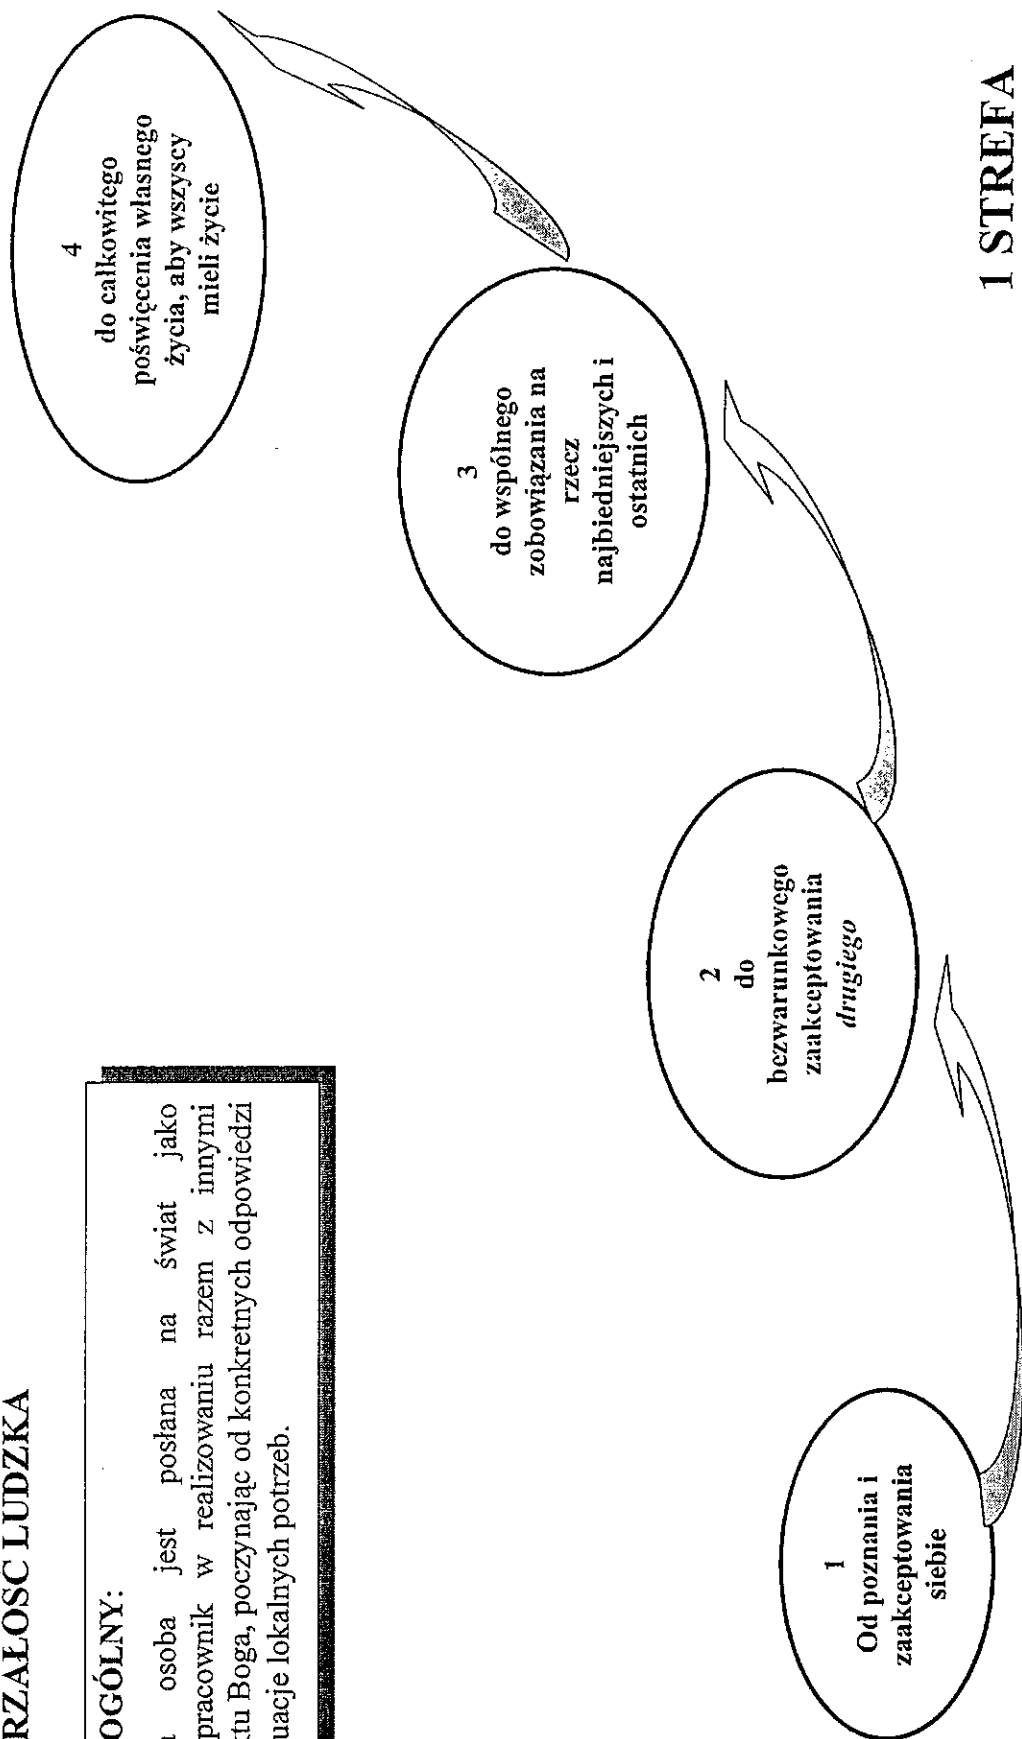 RZAŁOSC LUDZKA
OGÓLNY:
osoba jest posłana na świat jako
pracownik w realizowaniu razem z innymi
ktu Boga, poczynając od konkretnych odpowiedzi
uacje lokalnych potrzeb.
1
Od poznania i
zaakceptowania
siebie
2
do
bezwarunkowego
zaakceptowania
drugiego
3
do wspólnego
zobowiązania na
rzecz
najbiedniejszych i
ostatnich
4
do całkowitego
poświęcenia własnego
życia, aby wszyscy
mieli życie
1 STREFA